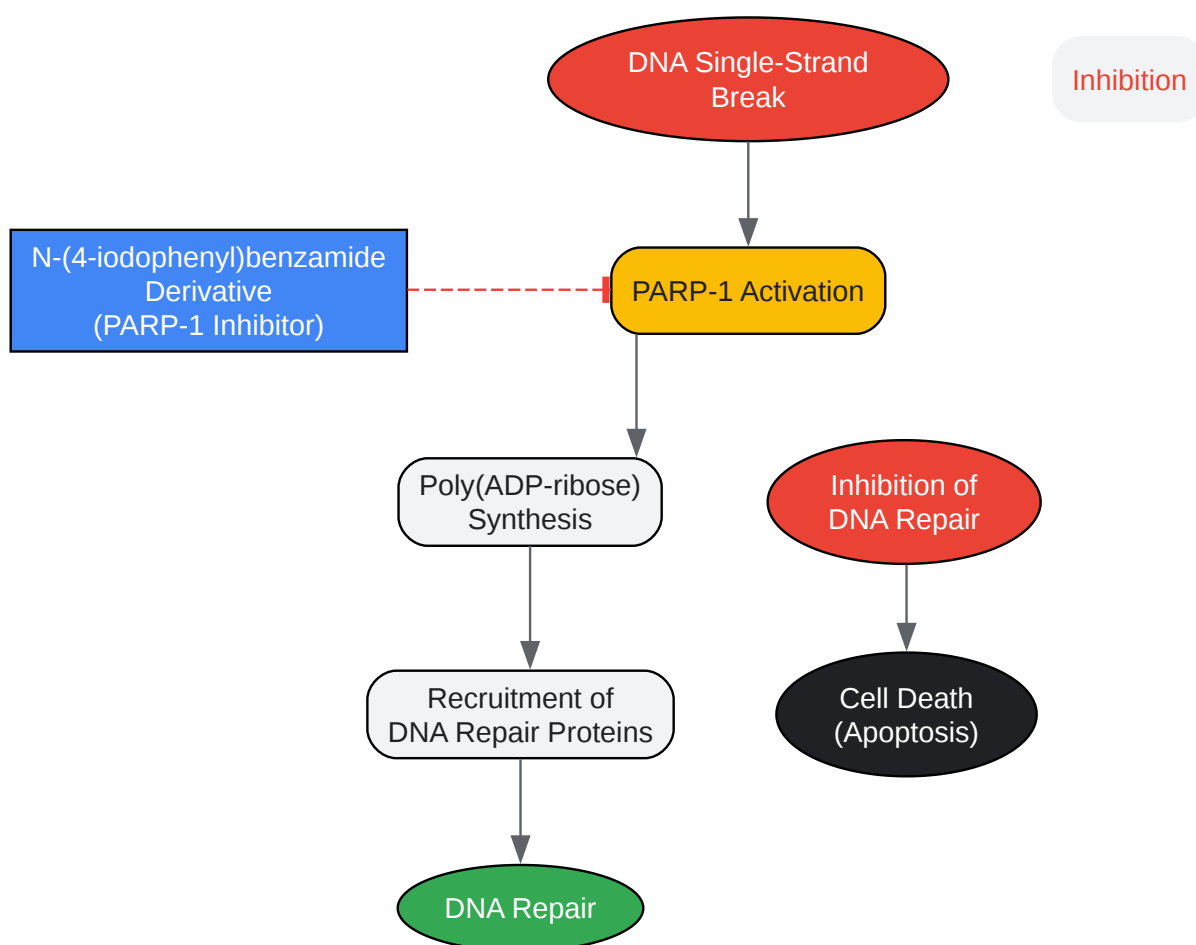 DNA Single-Strand
Break
Inhibition
N-(4-iodophenyl)benzamide
Derivative
(PARP-1 Inhibitor)
PARP-1 Activation
Poly(ADP-ribose)
Synthesis
Inhibition of
DNA Repair
Recruitment of
DNA Repair Proteins
Cell Death
(Apoptosis)
DNA Repair